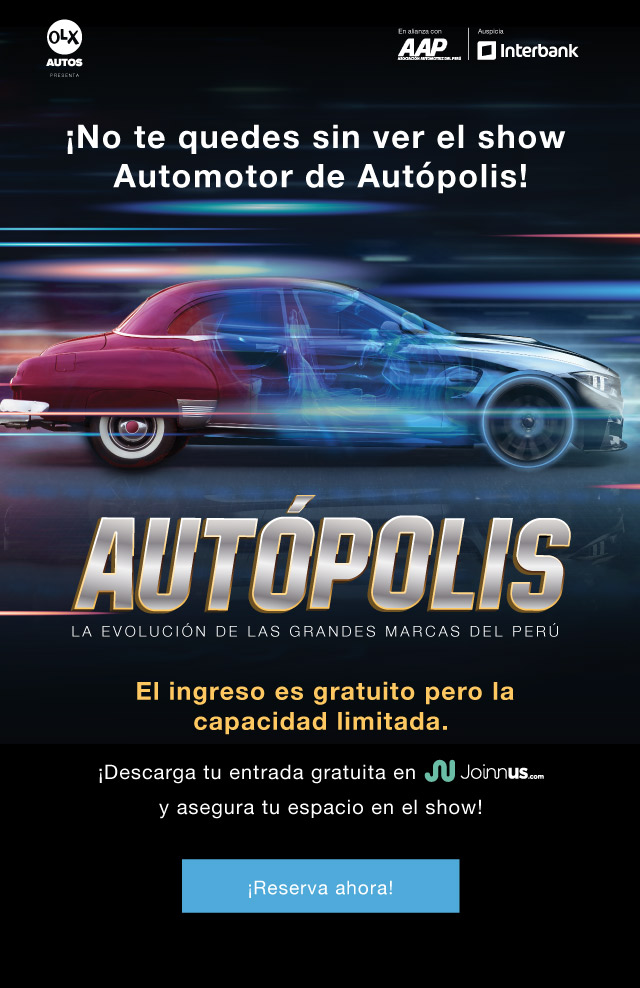 OLX
AUTOS
PRESENTA
En alianza con
AAP
ASOCIACIÓN AUTOMOTRIZ DEL PERÚ
Auspicia
Interbank
¡No te quedes sin ver el show
Automotor de Autópolis!
AUTÓPOLIS
LA EVOLUCIÓN DE LAS GRANDES MARCAS DEL PERÚ
El ingreso es gratuito pero la
capacidad limitada.
¡Descarga tu entrada gratuita en Joinnus.com
y asegura tu espacio en el show!
¡Reserva ahora!